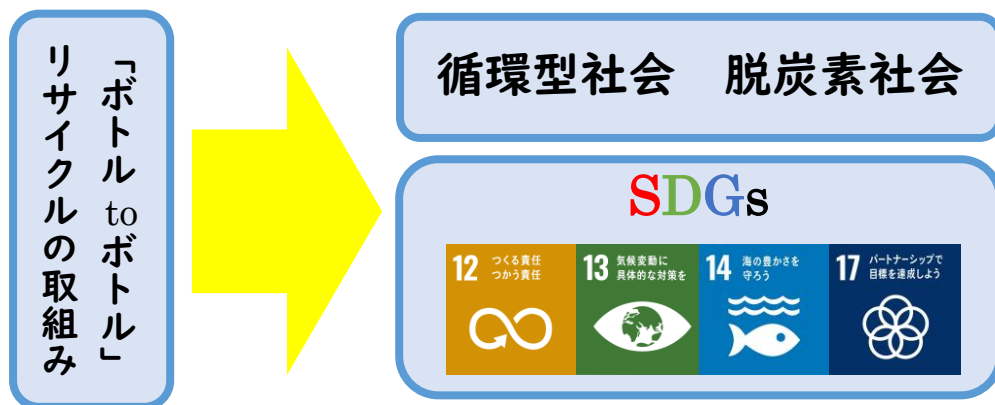 「ボトル to ボトル」
リサイクルの取組み
循環型社会　脱炭素社会
SDGs
12 つくる責任
つかう責任
13 気候変動に
具体的な対策を
14 海の豊かさを
守ろう
17 パートナーシップで
目標を達成しよう